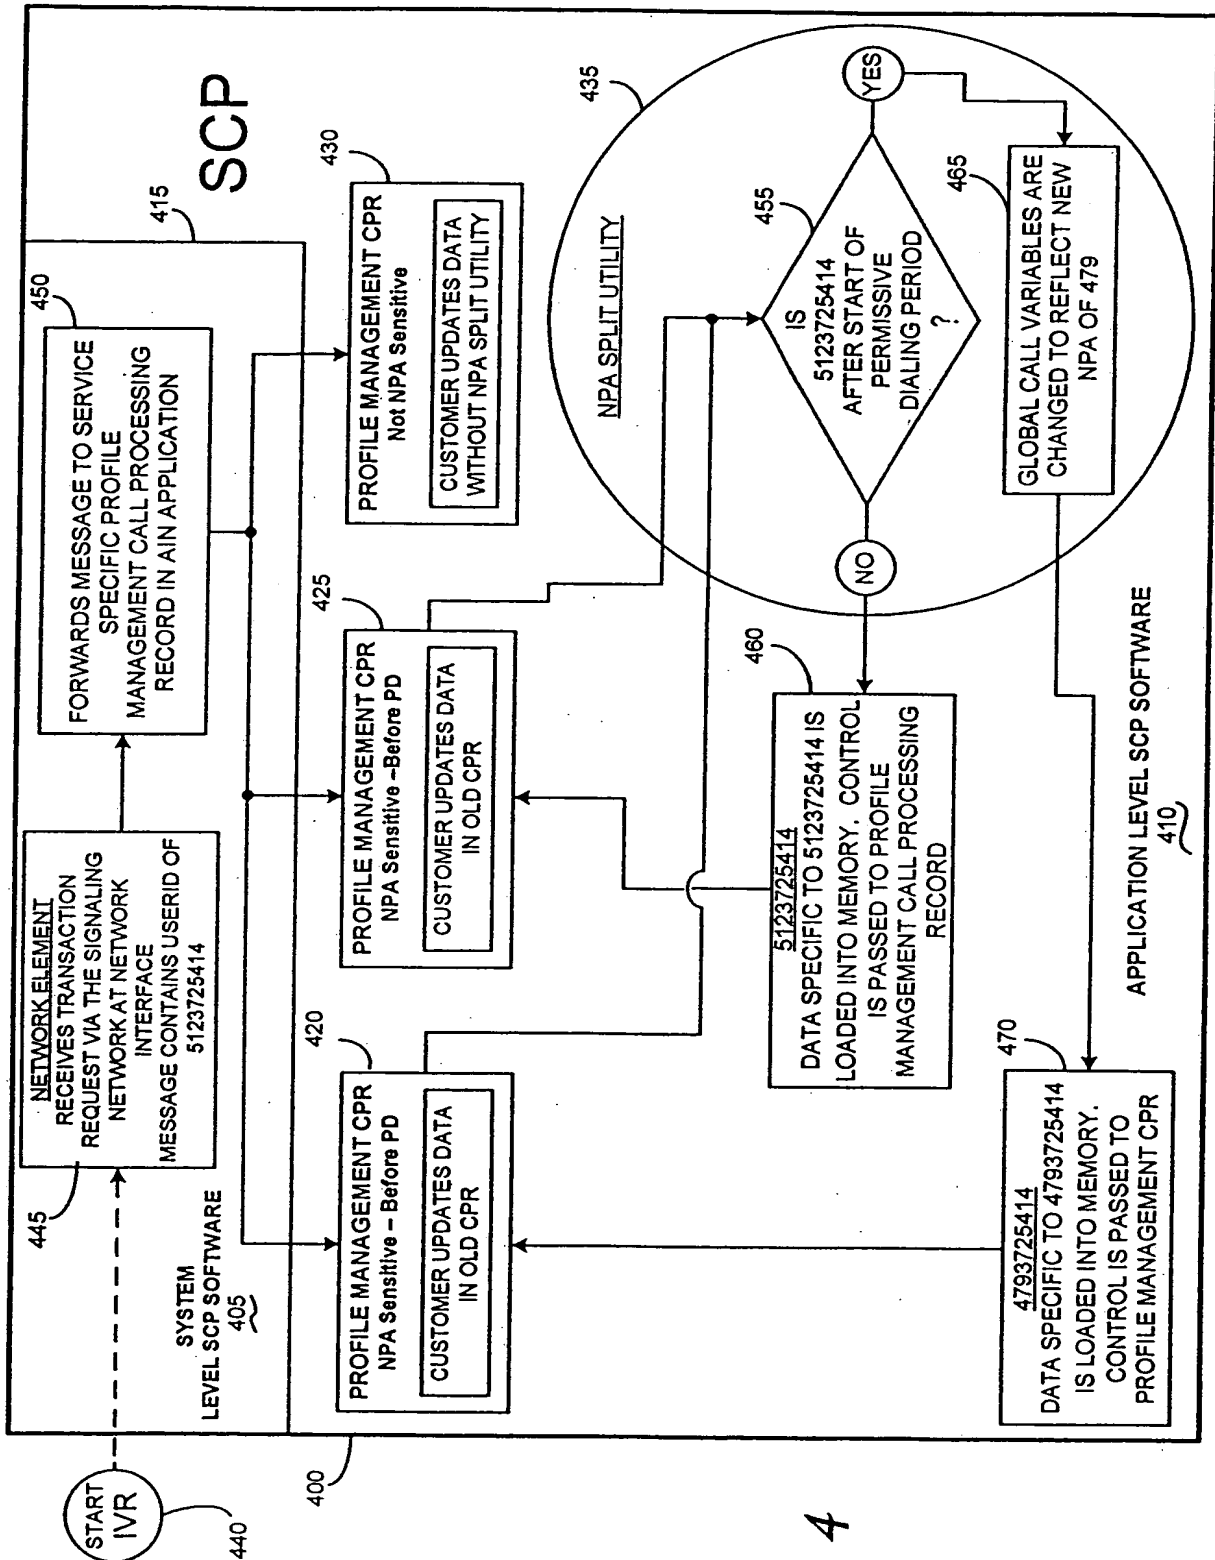 START
IVR
440
445
NETWORK ELEMENT
RECEIVES TRANSACTION
REQUEST VIA THE SIGNALING
NETWORK AT NETWORK
INTERFACE
MESSAGE CONTAINS USERID OF
5123725414
450
FORWARDS MESSAGE TO SERVICE
SPECIFIC PROFILE
MANAGEMENT CALL PROCESSING
RECORD IN AIN APPLICATION
415
SCP
SYSTEM
LEVEL SCP SOFTWARE
405
400
420
PROFILE MANAGEMENT CPR
NPA Sensitive – Before PD
CUSTOMER UPDATES DATA
IN OLD CPR
425
PROFILE MANAGEMENT CPR
NPA Sensitive –Before PD
CUSTOMER UPDATES DATA
IN OLD CPR
430
PROFILE MANAGEMENT CPR
Not NPA Sensitive
CUSTOMER UPDATES DATA
WITHOUT NPA SPLIT UTILITY
435
NPA SPLIT UTILITY
455
IS
5123725414
AFTER START OF
PERMISSIVE
DIALING PERIOD
?
YES
NO
460
5123725414
DATA SPECIFIC TO 5123725414 IS
LOADED INTO MEMORY. CONTROL
IS PASSED TO PROFILE
MANAGEMENT CALL PROCESSING
RECORD
465
GLOBAL CALL VARIABLES ARE
CHANGED TO REFLECT NEW
NPA OF 479
470
4793725414
DATA SPECIFIC TO 4793725414
IS LOADED INTO MEMORY.
CONTROL IS PASSED TO
PROFILE MANAGEMENT CPR
APPLICATION LEVEL SCP SOFTWARE
410
4